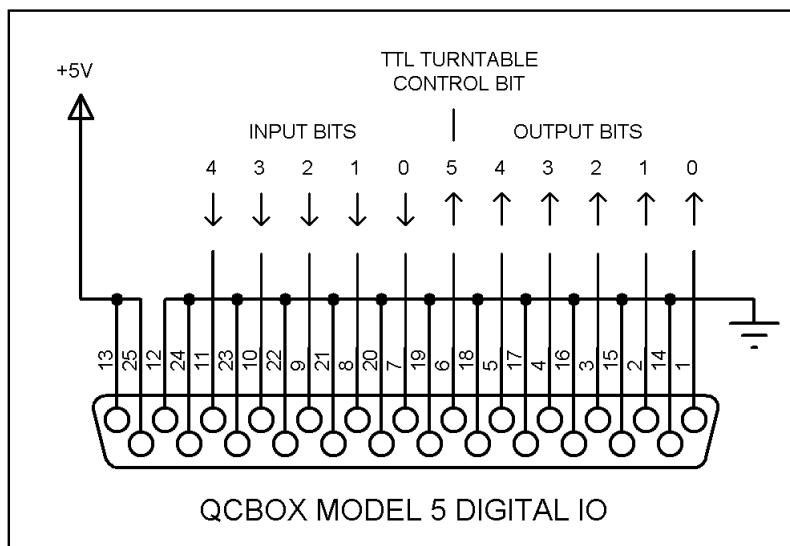 TTL TURNTABLE
CONTROL BIT
+5V
INPUT BITS
OUTPUT BITS
4 3 2 1 0 5 4 3 2 1 0
13 25 12 24 11 23 10 22 9 21 8 20 7 19 6 18 5 17 4 16 3 15 2 14 1
QCBOX MODEL 5 DIGITAL IO